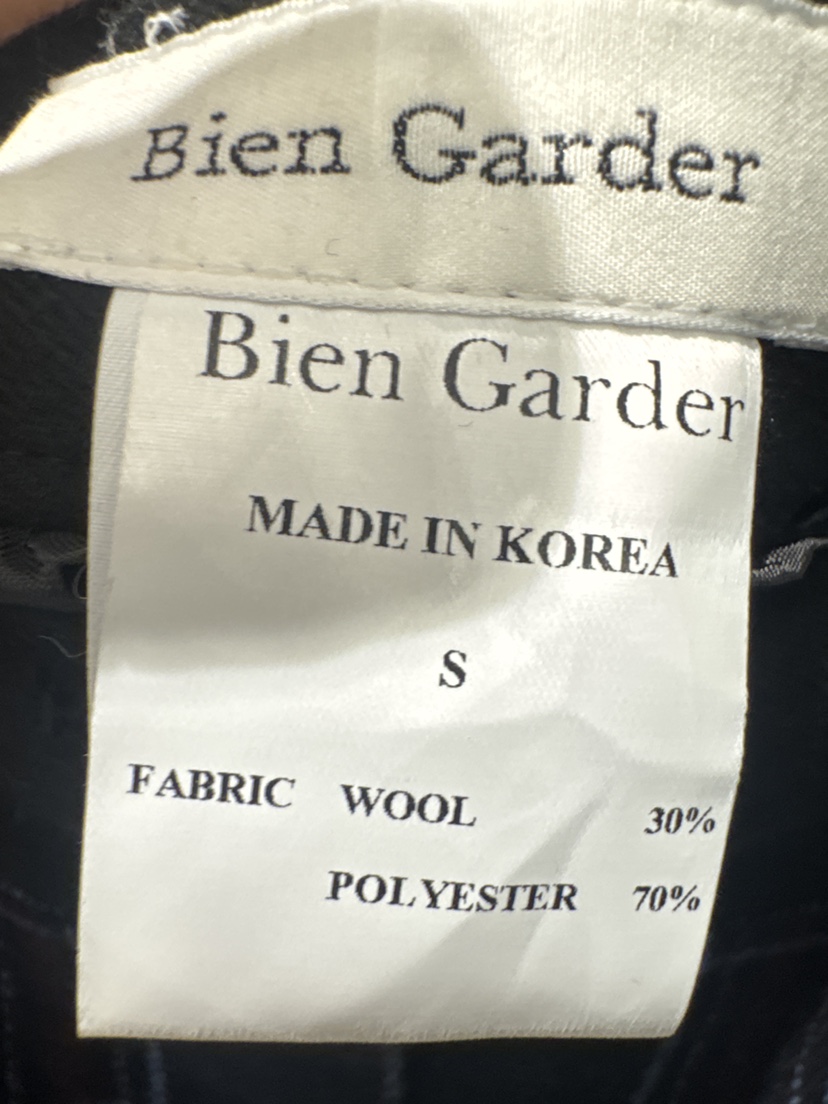 Bien Garder
Bien Garder
MADE IN KOREA
S
FABRIC WOOL 30%
POLYESTER 70%